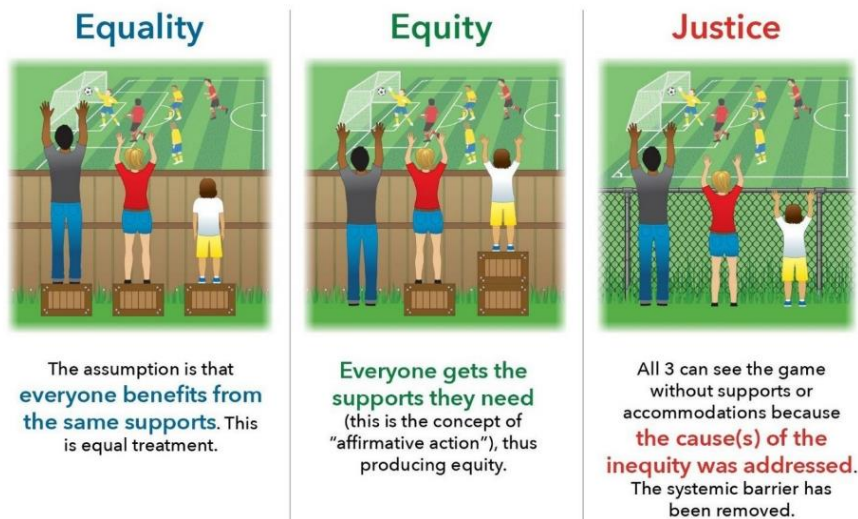 Equality
The assumption is that
everyone benefits from
the same supports. This
is equal treatment.
Equity
Everyone gets the
supports they need
(this is the concept of
“affirmative action”), thus
producing equity.
Justice
All 3 can see the game
without supports or
accommodations because
the cause(s) of the
inequity was addressed.
The systemic barrier has
been removed.